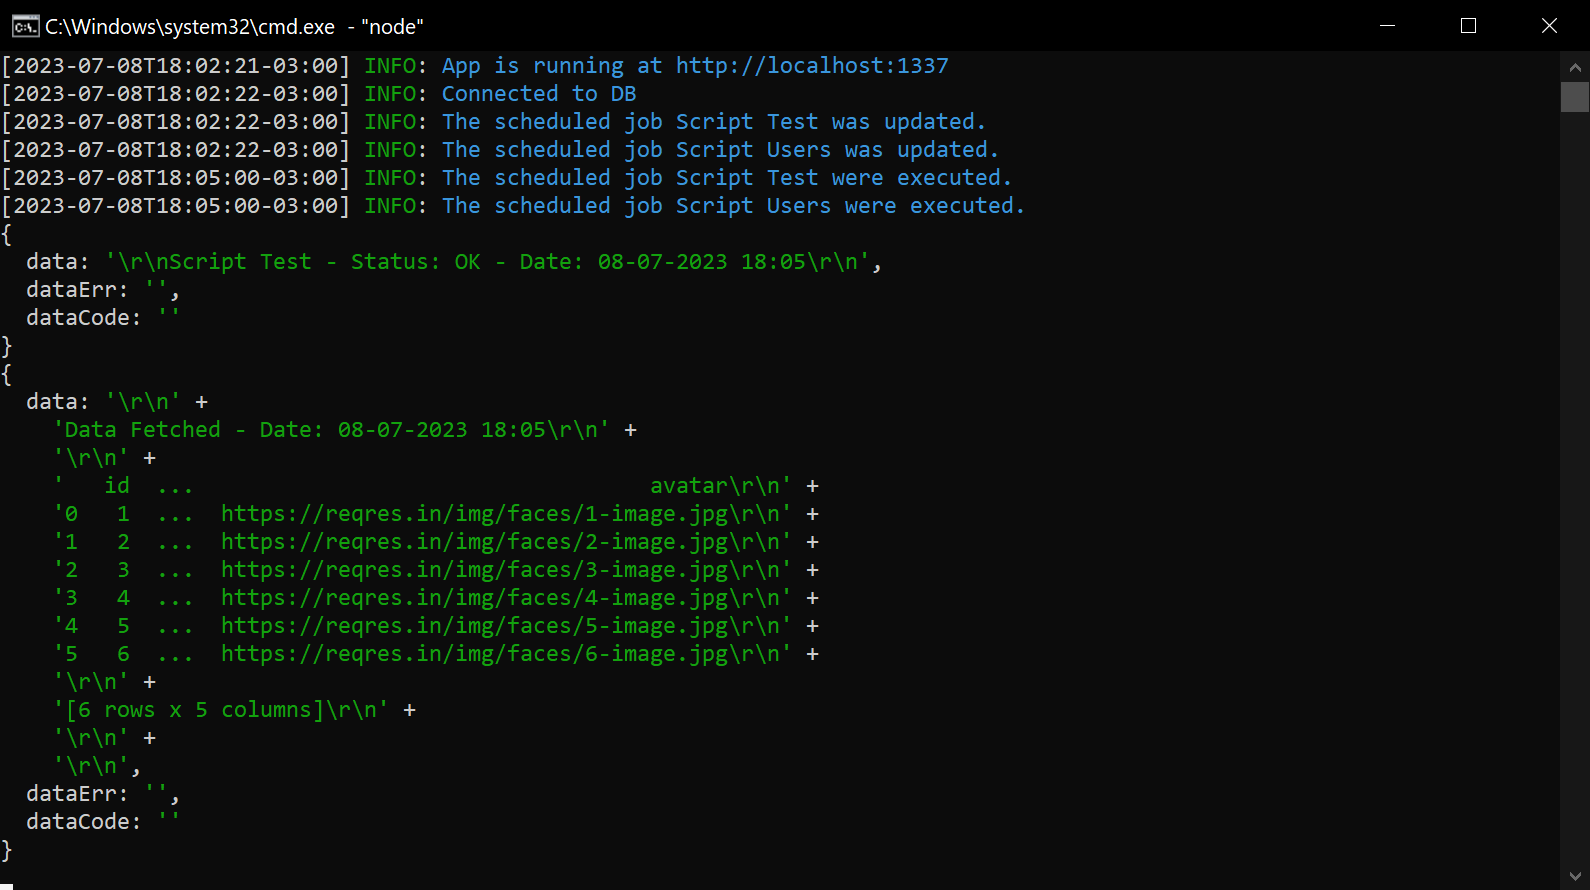 C:\Windows\system32\cmd.exe - "node"
[2023-07-08T18:02:21-03:00] INFO: App is running at http://localhost:1337
[2023-07-08T18:02:22-03:00] INFO: Connected to DB
[2023-07-08T18:02:22-03:00] INFO: The scheduled job Script Test was updated.
[2023-07-08T18:02:22-03:00] INFO: The scheduled job Script Users was updated.
[2023-07-08T18:05:00-03:00] INFO: The scheduled job Script Test were executed.
[2023-07-08T18:05:00-03:00] INFO: The scheduled job Script Users were executed.
{
  data: '\r\nScript Test - Status: OK - Date: 08-07-2023 18:05\r\n',
  dataErr: '',
  dataCode: ''
}
{
  data: '\r\n' +
    'Data Fetched - Date: 08-07-2023 18:05\r\n' +
    '\r\n' +
    '   id  ...                                   avatar\r\n' +
    '0   1  ...  https://reqres.in/img/faces/1-image.jpg\r\n' +
    '1   2  ...  https://reqres.in/img/faces/2-image.jpg\r\n' +
    '2   3  ...  https://reqres.in/img/faces/3-image.jpg\r\n' +
    '3   4  ...  https://reqres.in/img/faces/4-image.jpg\r\n' +
    '4   5  ...  https://reqres.in/img/faces/5-image.jpg\r\n' +
    '5   6  ...  https://reqres.in/img/faces/6-image.jpg\r\n' +
    '\r\n' +
    '[6 rows x 5 columns]\r\n' +
    '\r\n' +
    '\r\n',
  dataErr: '',
  dataCode: ''
}